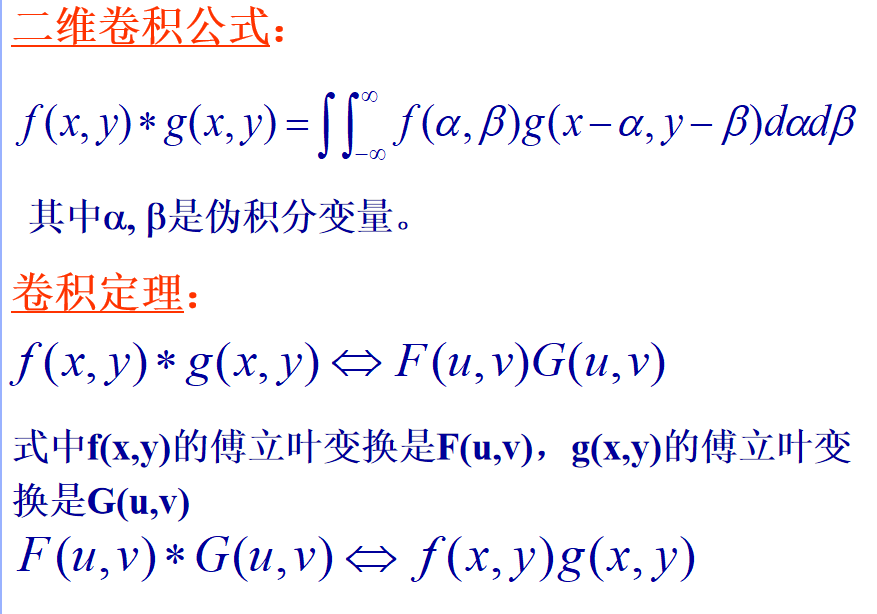 二维卷积公式：
f(x, y) * g(x, y) = ∫∫_{-∞}^{∞} f(α, β)g(x − α, y − β)dαdβ
其中α, β是伪积分变量。
卷积定理：
f(x, y) * g(x, y) ⇔ F(u, v)G(u, v)
式中f(x,y)的傅立叶变换是F(u,v)，g(x,y)的傅立叶变
换是G(u,v)
F(u, v) * G(u, v) ⇔ f(x, y)g(x, y)